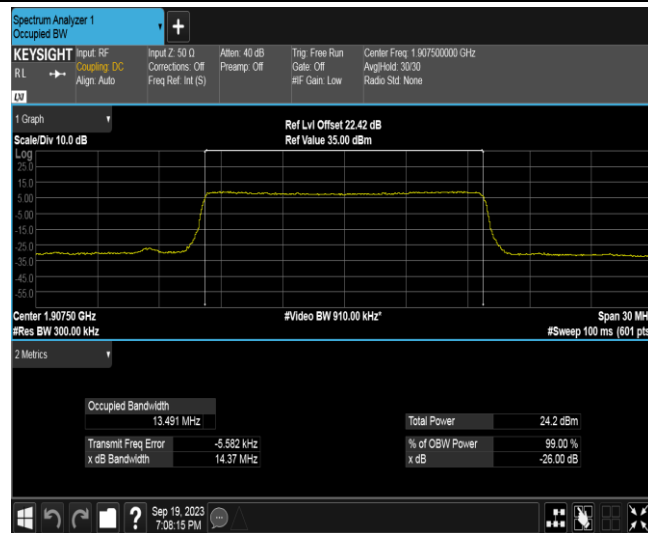 Spectrum Analyzer 1
Occupied BW
KEYSIGHT
RL
LXI
Input: RF
Coupling: DC
Align: Auto
Input Z: 50 Ω
Corrections: Off
Freq Ref: Int (S)
Atten: 40 dB
Preamp: Off
Trig: Free Run
Gate: Off
#IF Gain: Low
Center Freq: 1.907500000 GHz
Avg|Hold: 30/30
Radio Std: None
1 Graph
Scale/Div 10.0 dB
Ref Lvl Offset 22.42 dB
Ref Value 35.00 dBm
Log
25.0
15.0
5.00
-5.00
-15.0
-25.0
-35.0
-45.0
-55.0
Center 1.90750 GHz
#Res BW 300.00 kHz
#Video BW 910.00 kHz*
Span 30 MH
#Sweep 100 ms (601 pts
2 Metrics
Occupied Bandwidth
13.491 MHz
Transmit Freq Error -5.582 kHz
x dB Bandwidth 14.37 MHz
Total Power 24.2 dBm
% of OBW Power 99.00 %
x dB -26.00 dB
?
Sep 19, 2023
7:08:15 PM